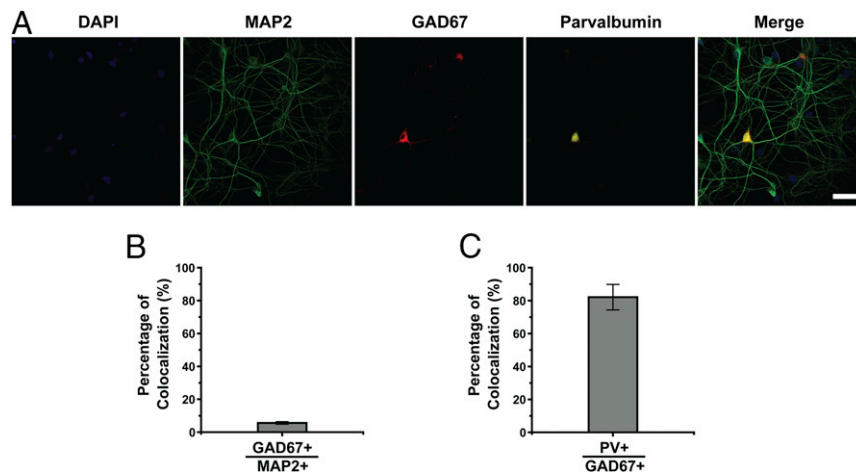 A
DAPI MAP2 GAD67 Parvalbumin Merge
B
Percentage of
Colocalization (%)
100
80
60
40
20
0
GAD67+
MAP2+
C
Percentage of
Colocalization (%)
100
80
60
40
20
0
PV+
GAD67+